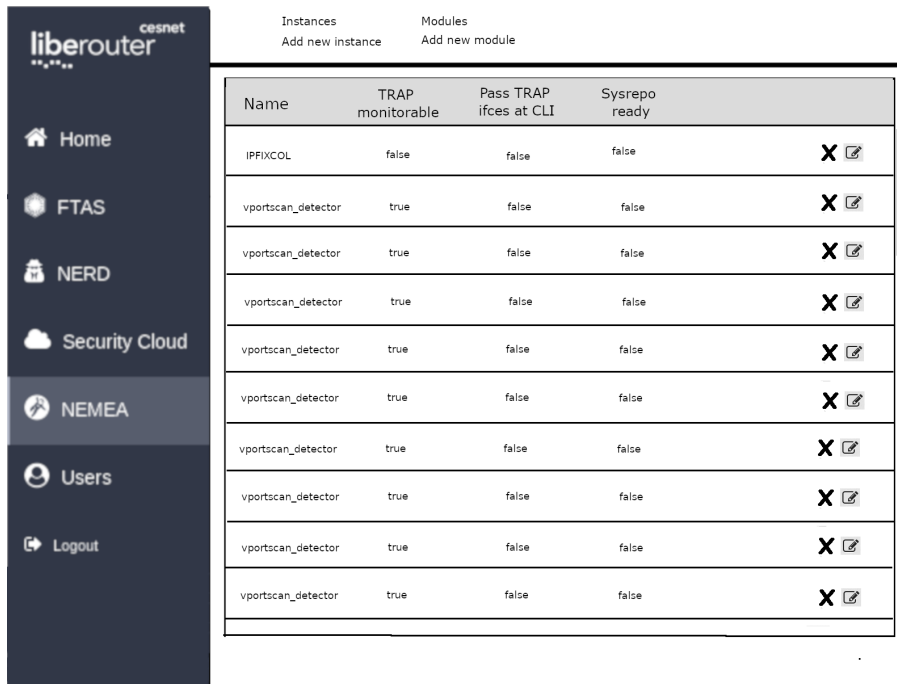 cesnet
liberouter
Home
FTAS
NERD
Security Cloud
NEMEA
Users
Logout
Instances Modules
Add new instance Add new module
Name TRAP monitorable Pass TRAP ifces at CLI Sysrepo ready
IPFIXCOL false false false
vportscan_detector true false false
vportscan_detector true false false
vportscan_detector true false false
vportscan_detector true false false
vportscan_detector true false false
vportscan_detector true false false
vportscan_detector true false false
vportscan_detector true false false
vportscan_detector true false false